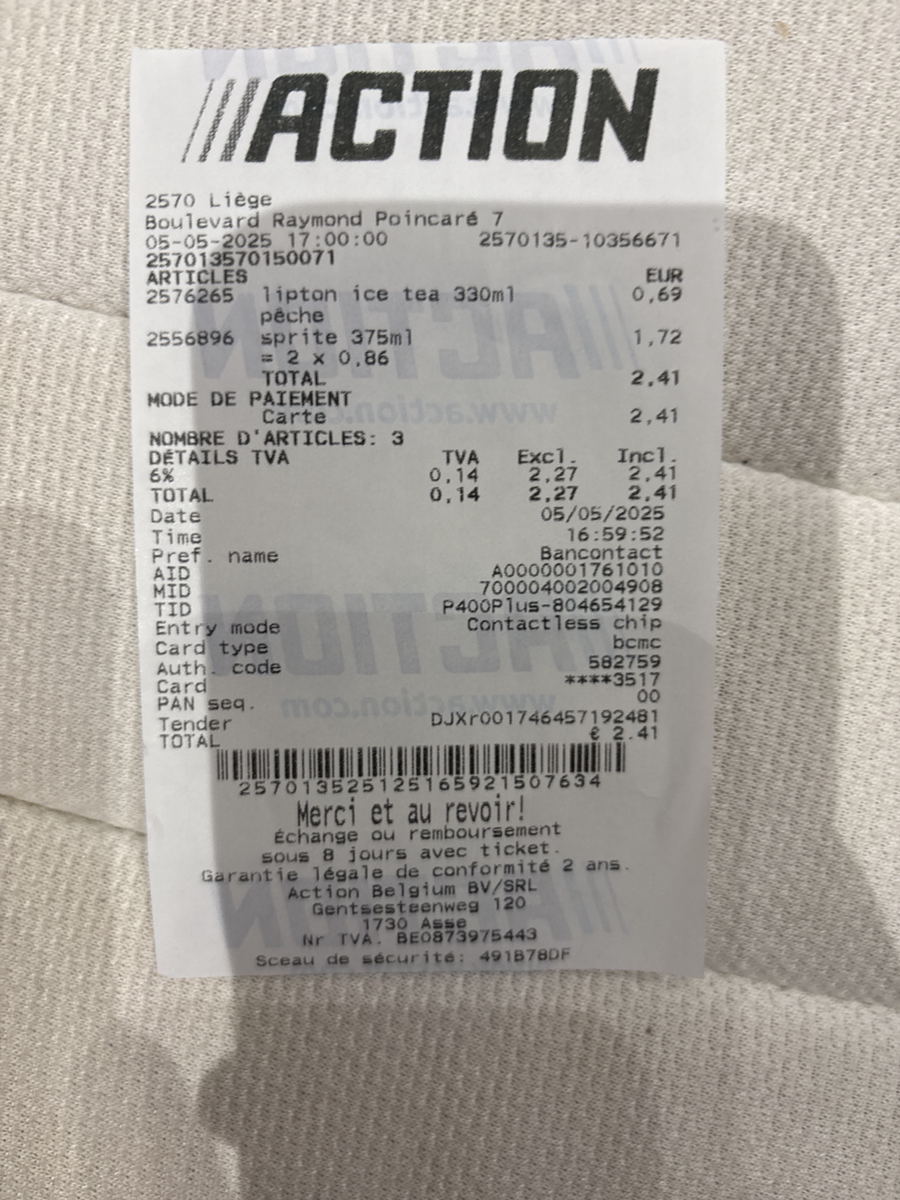 ACTION
2570 Liège
Boulevard Raymond Poincaré 7
05-05-2025 17:00:00 2570135-10356671
257013570150071
ARTICLES EUR
2576265 lipton ice tea 330ml 0,69
pêche
2556896 sprite 375ml 1,72
= 2 x 0,86
TOTAL 2,41
MODE DE PAIEMENT
Carte 2,41
NOMBRE D'ARTICLES: 3
DÉTAILS TVA TVA Excl. Incl.
6% 0,14 2,27 2,41
TOTAL 0,14 2,27 2,41
Date 05/05/2025
Time 16:59:52
Pref. name Bancontact
AID A0000001761010
MID 700004002004908
TID P400Plus-804654129
Entry mode Contactless chip
Card type bcmc
Auth. code 582759
Card ****3517
PAN seq. 00
Tender DJXr001746457192481
TOTAL € 2.41
257013525125165921507634
Merci et au revoir!
Échange ou remboursement
sous 8 jours avec ticket.
Garantie légale de conformité 2 ans.
Action Belgium BV/SRL
Gentsesteenweg 120
1730 Asse
Nr TVA. BE0873975443
Sceau de sécurité: 491B78DF